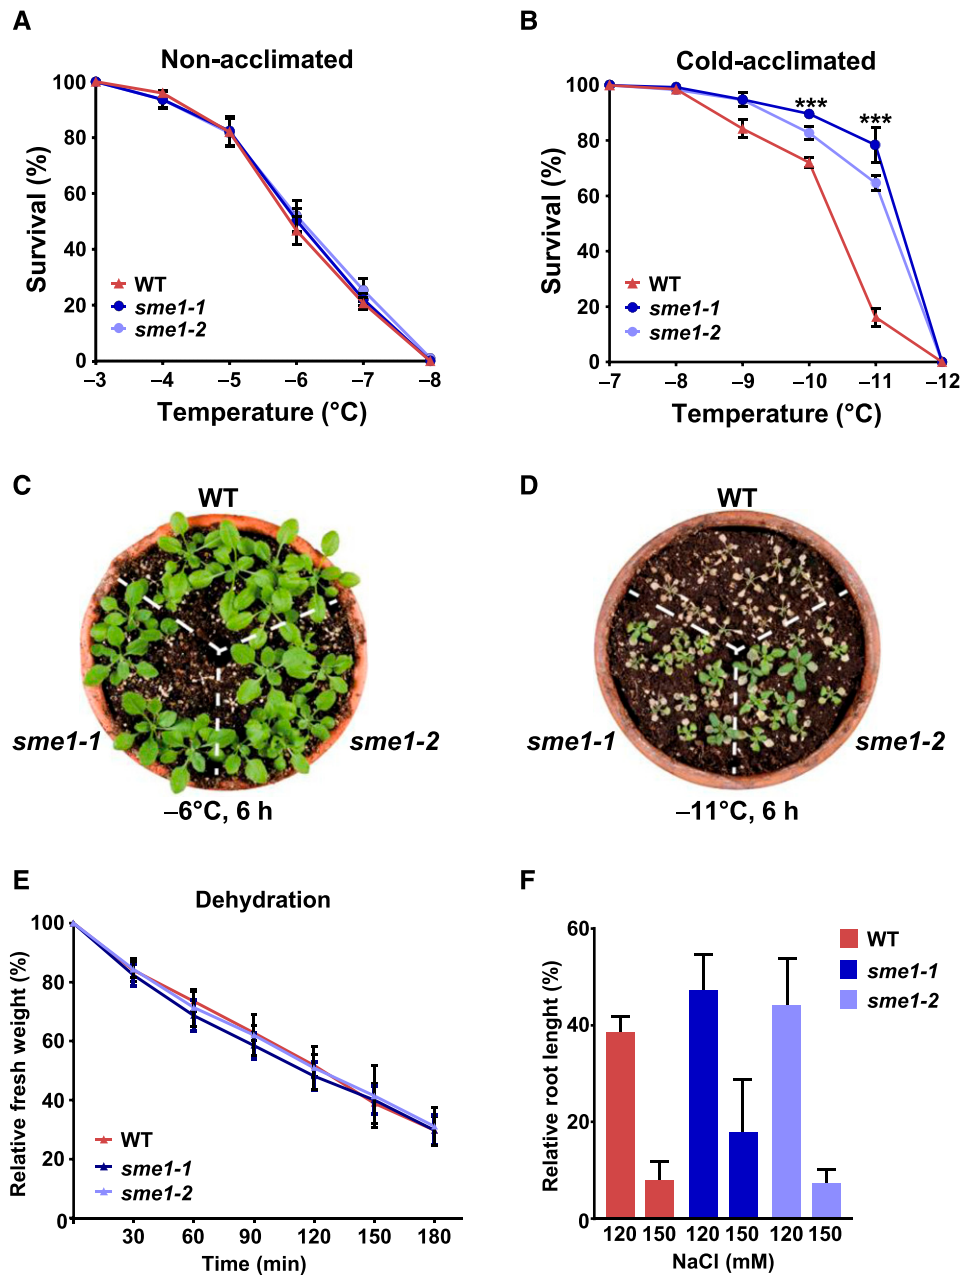 A
Non-acclimated
Survival (%)
100
80
60
40
20
0
WT
sme1-1
sme1-2
–3 –4 –5 –6 –7 –8
Temperature (°C)
B
Cold-acclimated
Survival (%)
100
80
60
40
20
0
*** ***
WT
sme1-1
sme1-2
–7 –8 –9 –10 –11 –12
Temperature (°C)
C
WT
sme1-1 sme1-2
–6°C, 6 h
D
WT
sme1-1 sme1-2
–11°C, 6 h
E
Dehydration
Relative fresh weight (%)
100
80
60
40
20
0
WT
sme1-1
sme1-2
30 60 90 120 150 180
Time (min)
F
Relative root lenght (%)
60
40
20
0
WT
sme1-1
sme1-2
120 150 120 150 120 150
NaCl (mM)